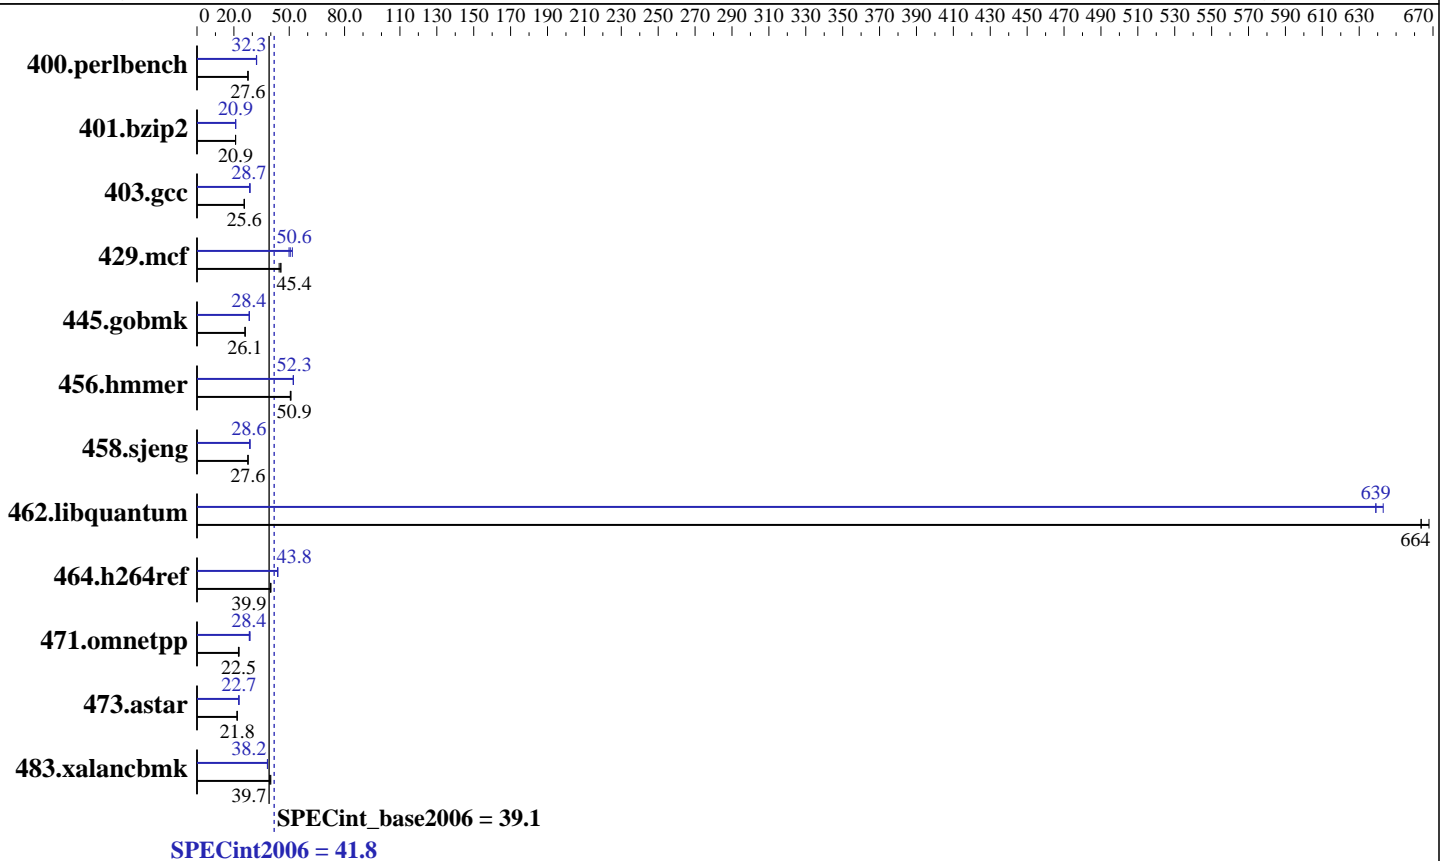 0 20.0 50.0 80.0 110 130 150 170 190 210 230 250 270 290 310 330 350 370 390 410 430 450 470 490 510 530 550 570 590 610 630 670
32.3
400.perlbench
27.6
20.9
401.bzip2
20.9
28.7
403.gcc
25.6
50.6
429.mcf
45.4
28.4
445.gobmk
26.1
52.3
456.hmmer
50.9
28.6
458.sjeng
27.6
639
462.libquantum
664
43.8
464.h264ref
39.9
28.4
471.omnetpp
22.5
22.7
473.astar
21.8
38.2
483.xalancbmk
39.7
SPECint_base2006 = 39.1
SPECint2006 = 41.8